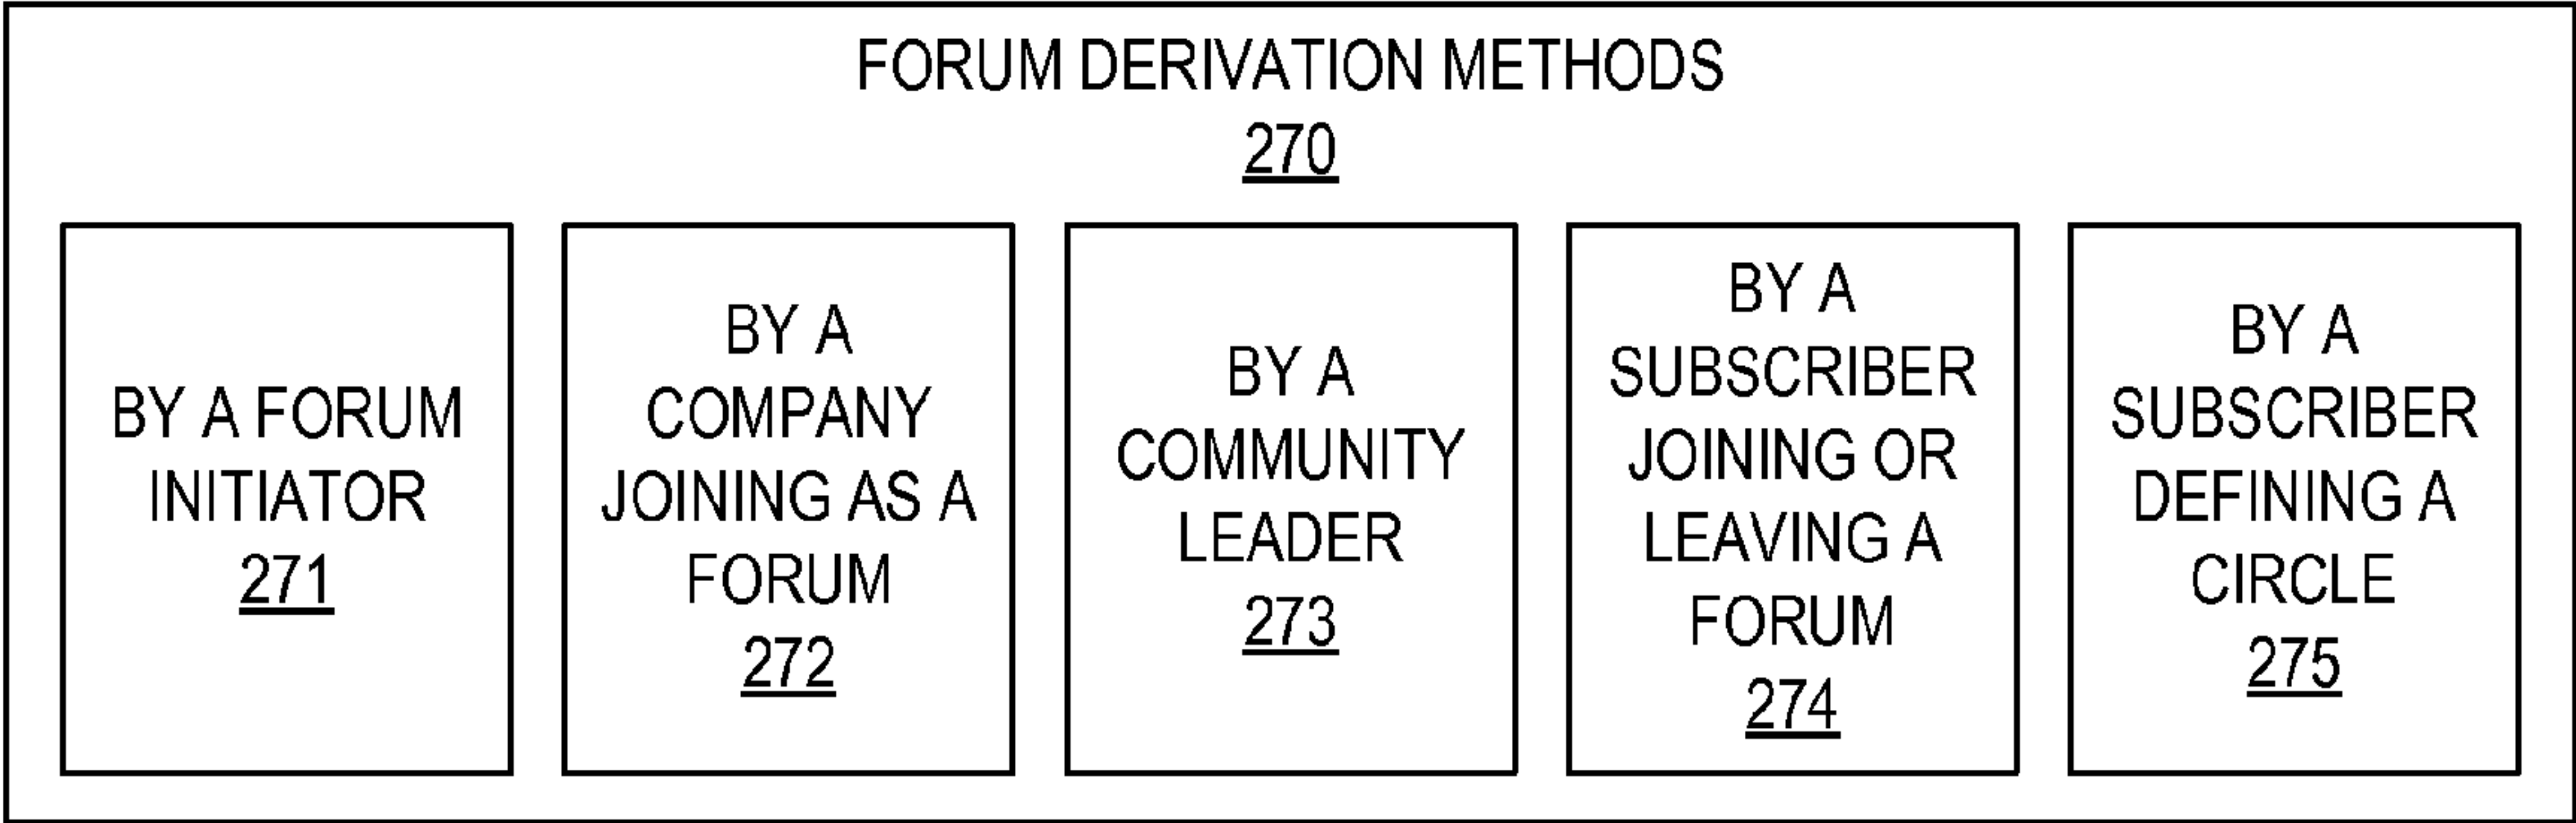 FORUM DERIVATION METHODS
270
BY A FORUM
INITIATOR
271
BY A
COMPANY
JOINING AS A
FORUM
272
BY A
COMMUNITY
LEADER
273
BY A
SUBSCRIBER
JOINING OR
LEAVING A
FORUM
274
BY A
SUBSCRIBER
DEFINING A
CIRCLE
275